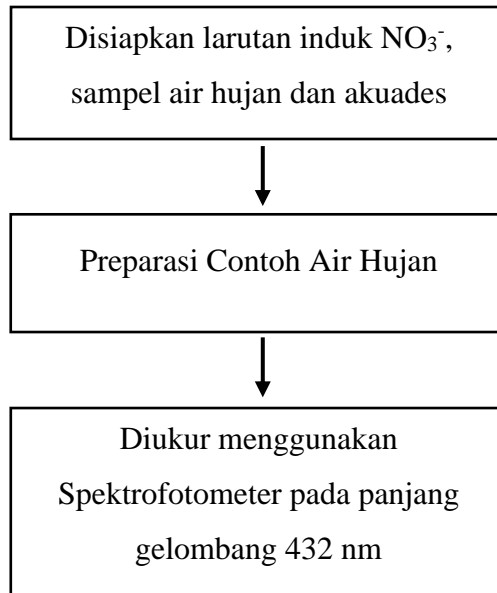 Disiapkan larutan induk NO₃⁻,
sampel air hujan dan akuades
Preparasi Contoh Air Hujan
Diukur menggunakan
Spektrofotometer pada panjang
gelombang 432 nm